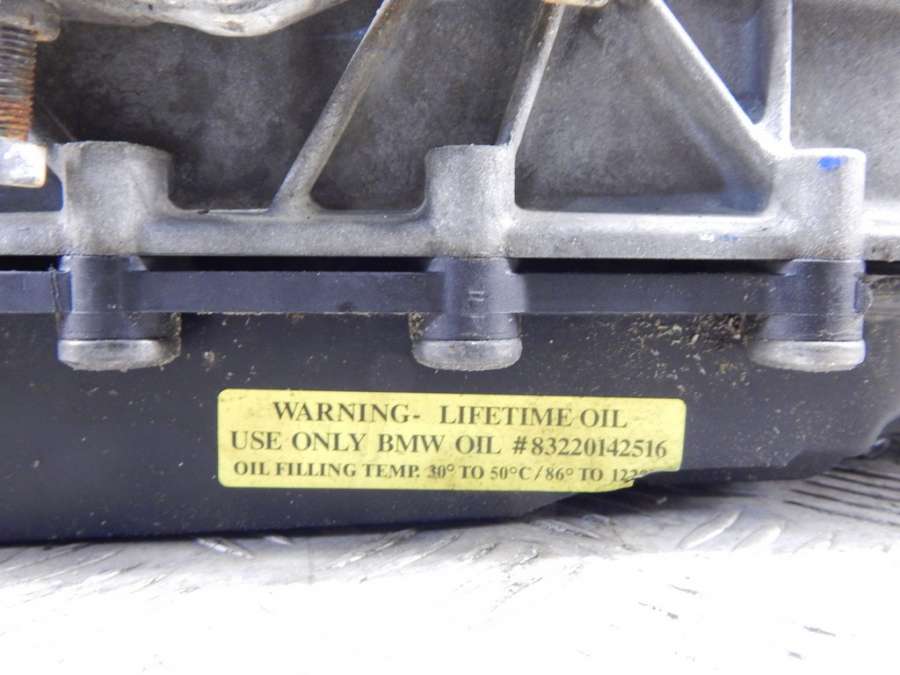 WARNING- LIFETIME OIL
USE ONLY BMW OIL #83220142516
OIL FILLING TEMP. 30° TO 50°C/86° TO